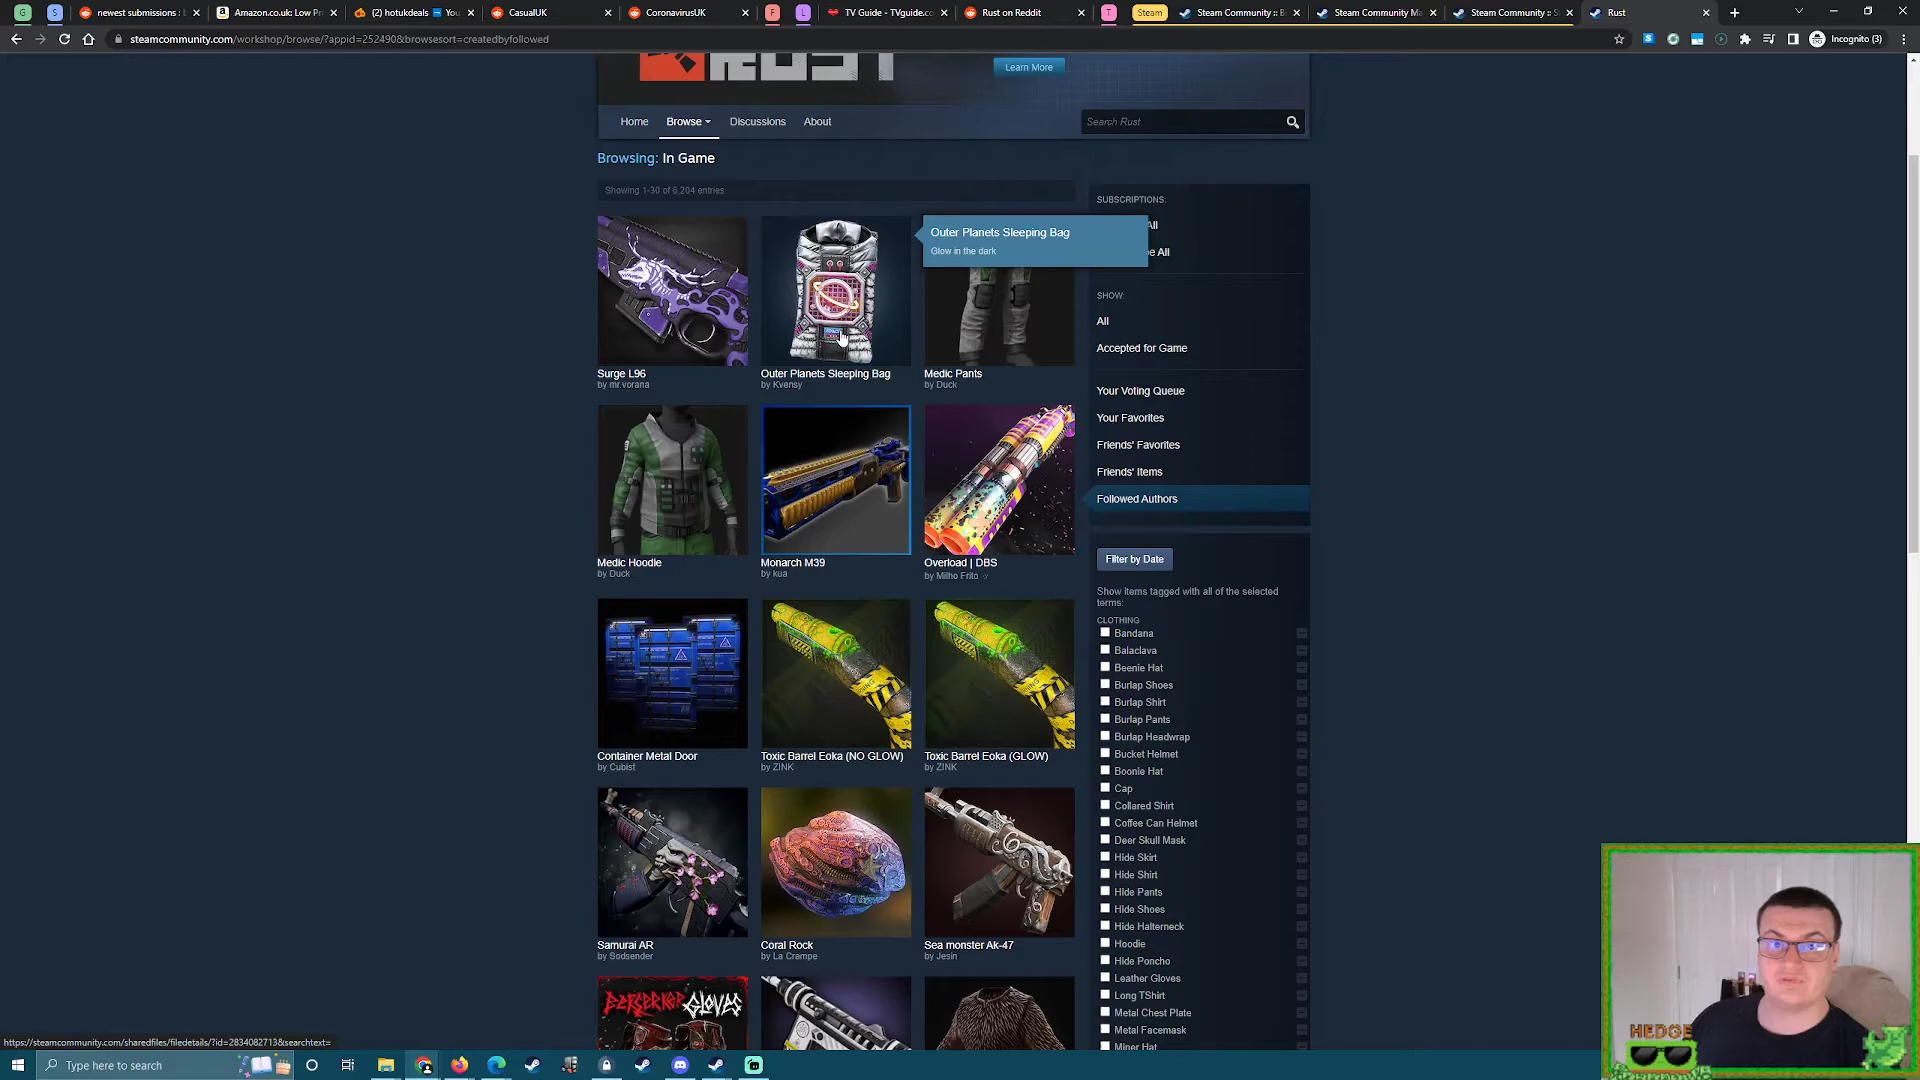 newest submissions : b
Amazon.co.uk: Low Pri
(2) hotukdeals
You
CasualUK
CoronavirusUK
F
L
TV Guide - TVguide.co.
Rust on Reddit
T
Steam
Steam Community :: B
Steam Community Ma
Steam Community :: S
Rust
G
S
steamcommunity.com/workshop/browse/?appid=252490&browsesort=createdbyfollowed
Incognito (3)
RUST
Learn More
Home
Browse
Discussions
About
Search Rust
Browsing: In Game
Showing 1-30 of 6,204 entries
Outer Planets Sleeping Bag
Glow in the dark
Surge L96
by mr.vorana
Outer Planets Sleeping Bag
by Kvensy
Medic Pants
by Duck
Medic Hoodie
by Duck
Monarch M39
by kua
Overload | DBS
by Milho Frito
Container Metal Door
by Cubist
Toxic Barrel Eoka (NO GLOW)
by ZINK
Toxic Barrel Eoka (GLOW)
by ZINK
Samurai AR
by Sodsender
Coral Rock
by La Crampe
Sea monster Ak-47
by Jesin
BERSERKER GLOVES
SUBSCRIPTIONS:
All
e All
SHOW:
All
Accepted for Game
Your Voting Queue
Your Favorites
Friends' Favorites
Friends' Items
Followed Authors
Filter by Date
Show items tagged with all of the selected
terms:
CLOTHING
Bandana
Balaclava
Beenie Hat
Burlap Shoes
Burlap Shirt
Burlap Pants
Burlap Headwrap
Bucket Helmet
Boonie Hat
Cap
Collared Shirt
Coffee Can Helmet
Deer Skull Mask
Hide Skirt
Hide Shirt
Hide Pants
Hide Shoes
Hide Halterneck
Hoodie
Hide Poncho
Leather Gloves
Long TShirt
Metal Chest Plate
Metal Facemask
Miner Hat
HEDGE
https://steamcommunity.com/sharedfiles/filedetails/?id=2834082713&searchtext=
Type here to search